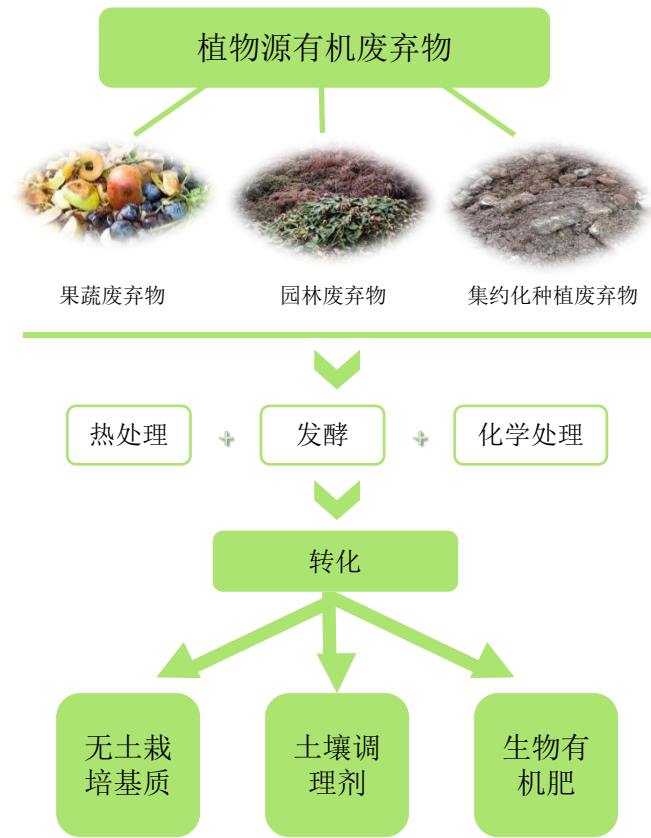 植物源有机废弃物
果蔬废弃物
园林废弃物
集约化种植废弃物
热处理
+
发酵
+
化学处理
转化
无土栽
培基质
土壤调
理剂
生物有
机肥